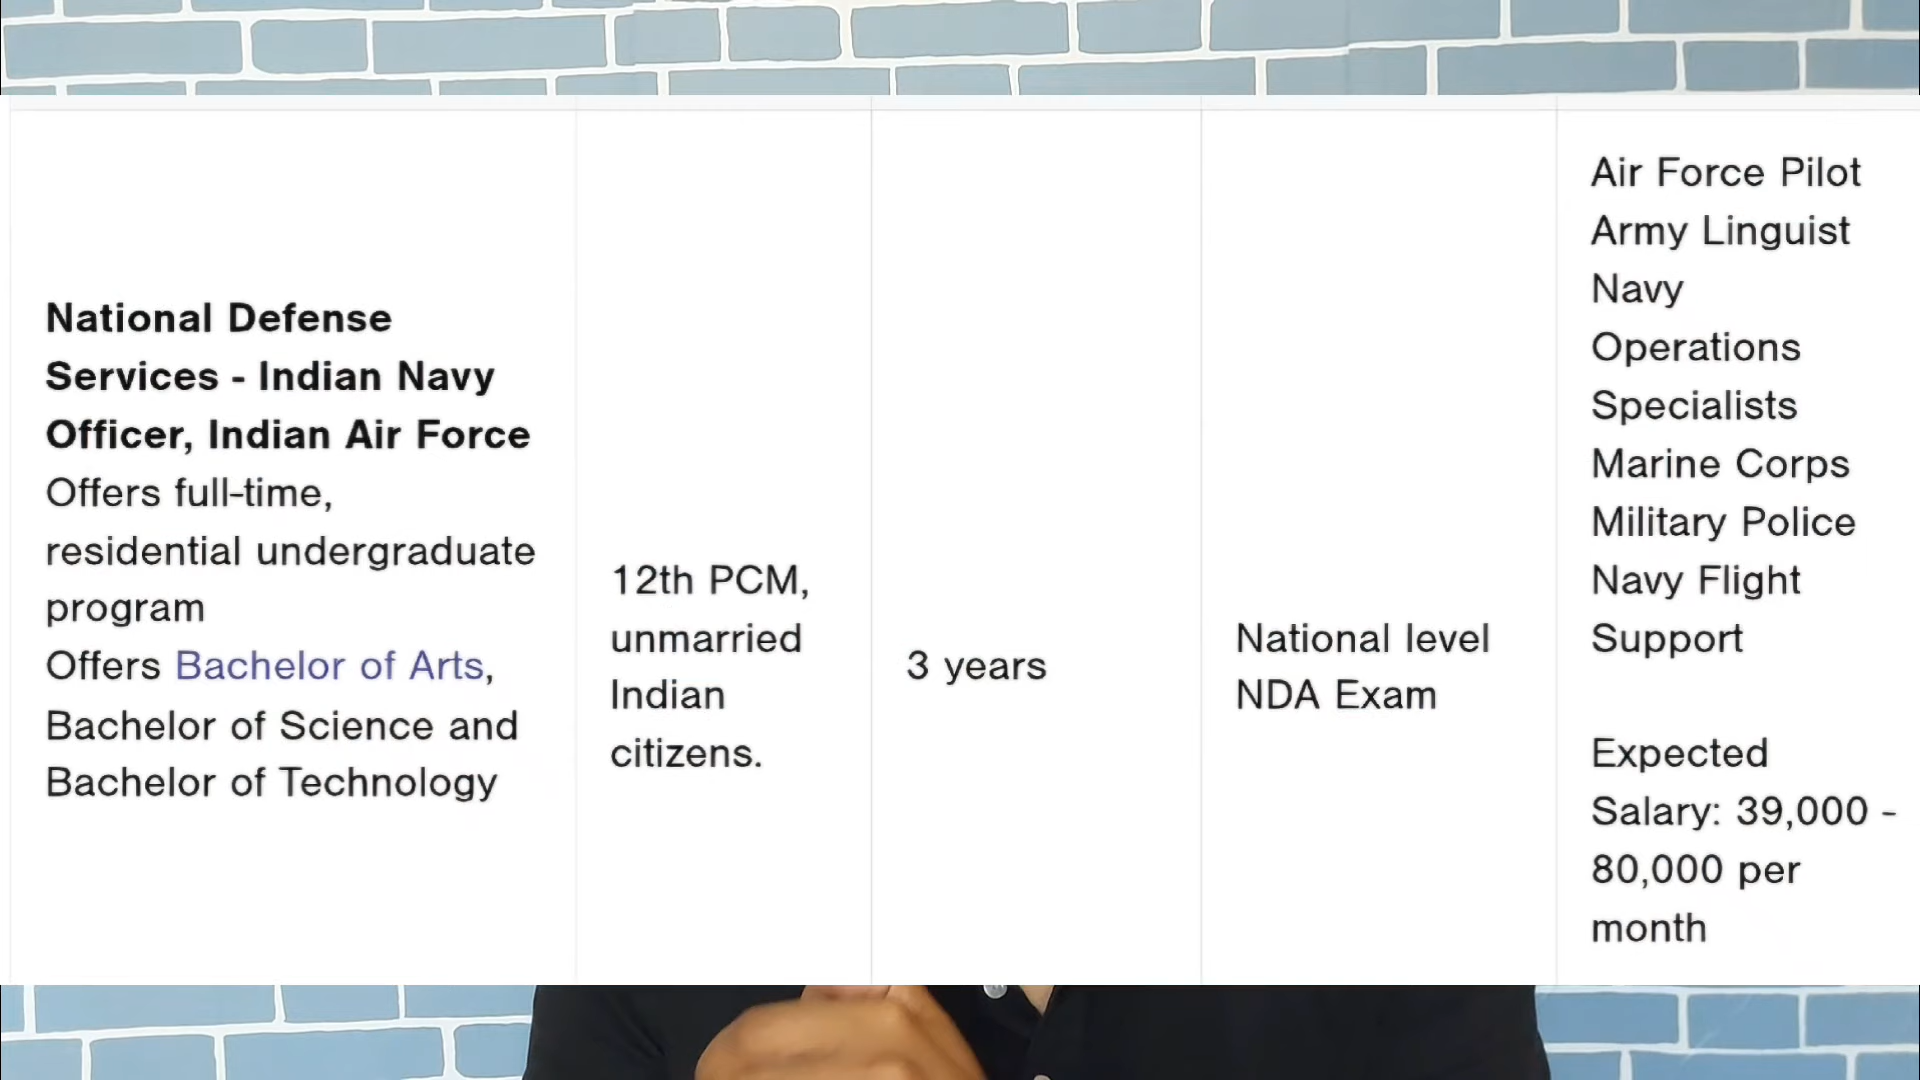 National Defense
Services - Indian Navy
Officer, Indian Air Force
Offers full-time,
residential undergraduate
program
Offers Bachelor of Arts,
Bachelor of Science and
Bachelor of Technology
12th PCM,
unmarried
Indian
citizens.
3 years
National level
NDA Exam
Air Force Pilot
Army Linguist
Navy
Operations
Specialists
Marine Corps
Military Police
Navy Flight
Support
Expected
Salary: 39,000 -
80,000 per
month